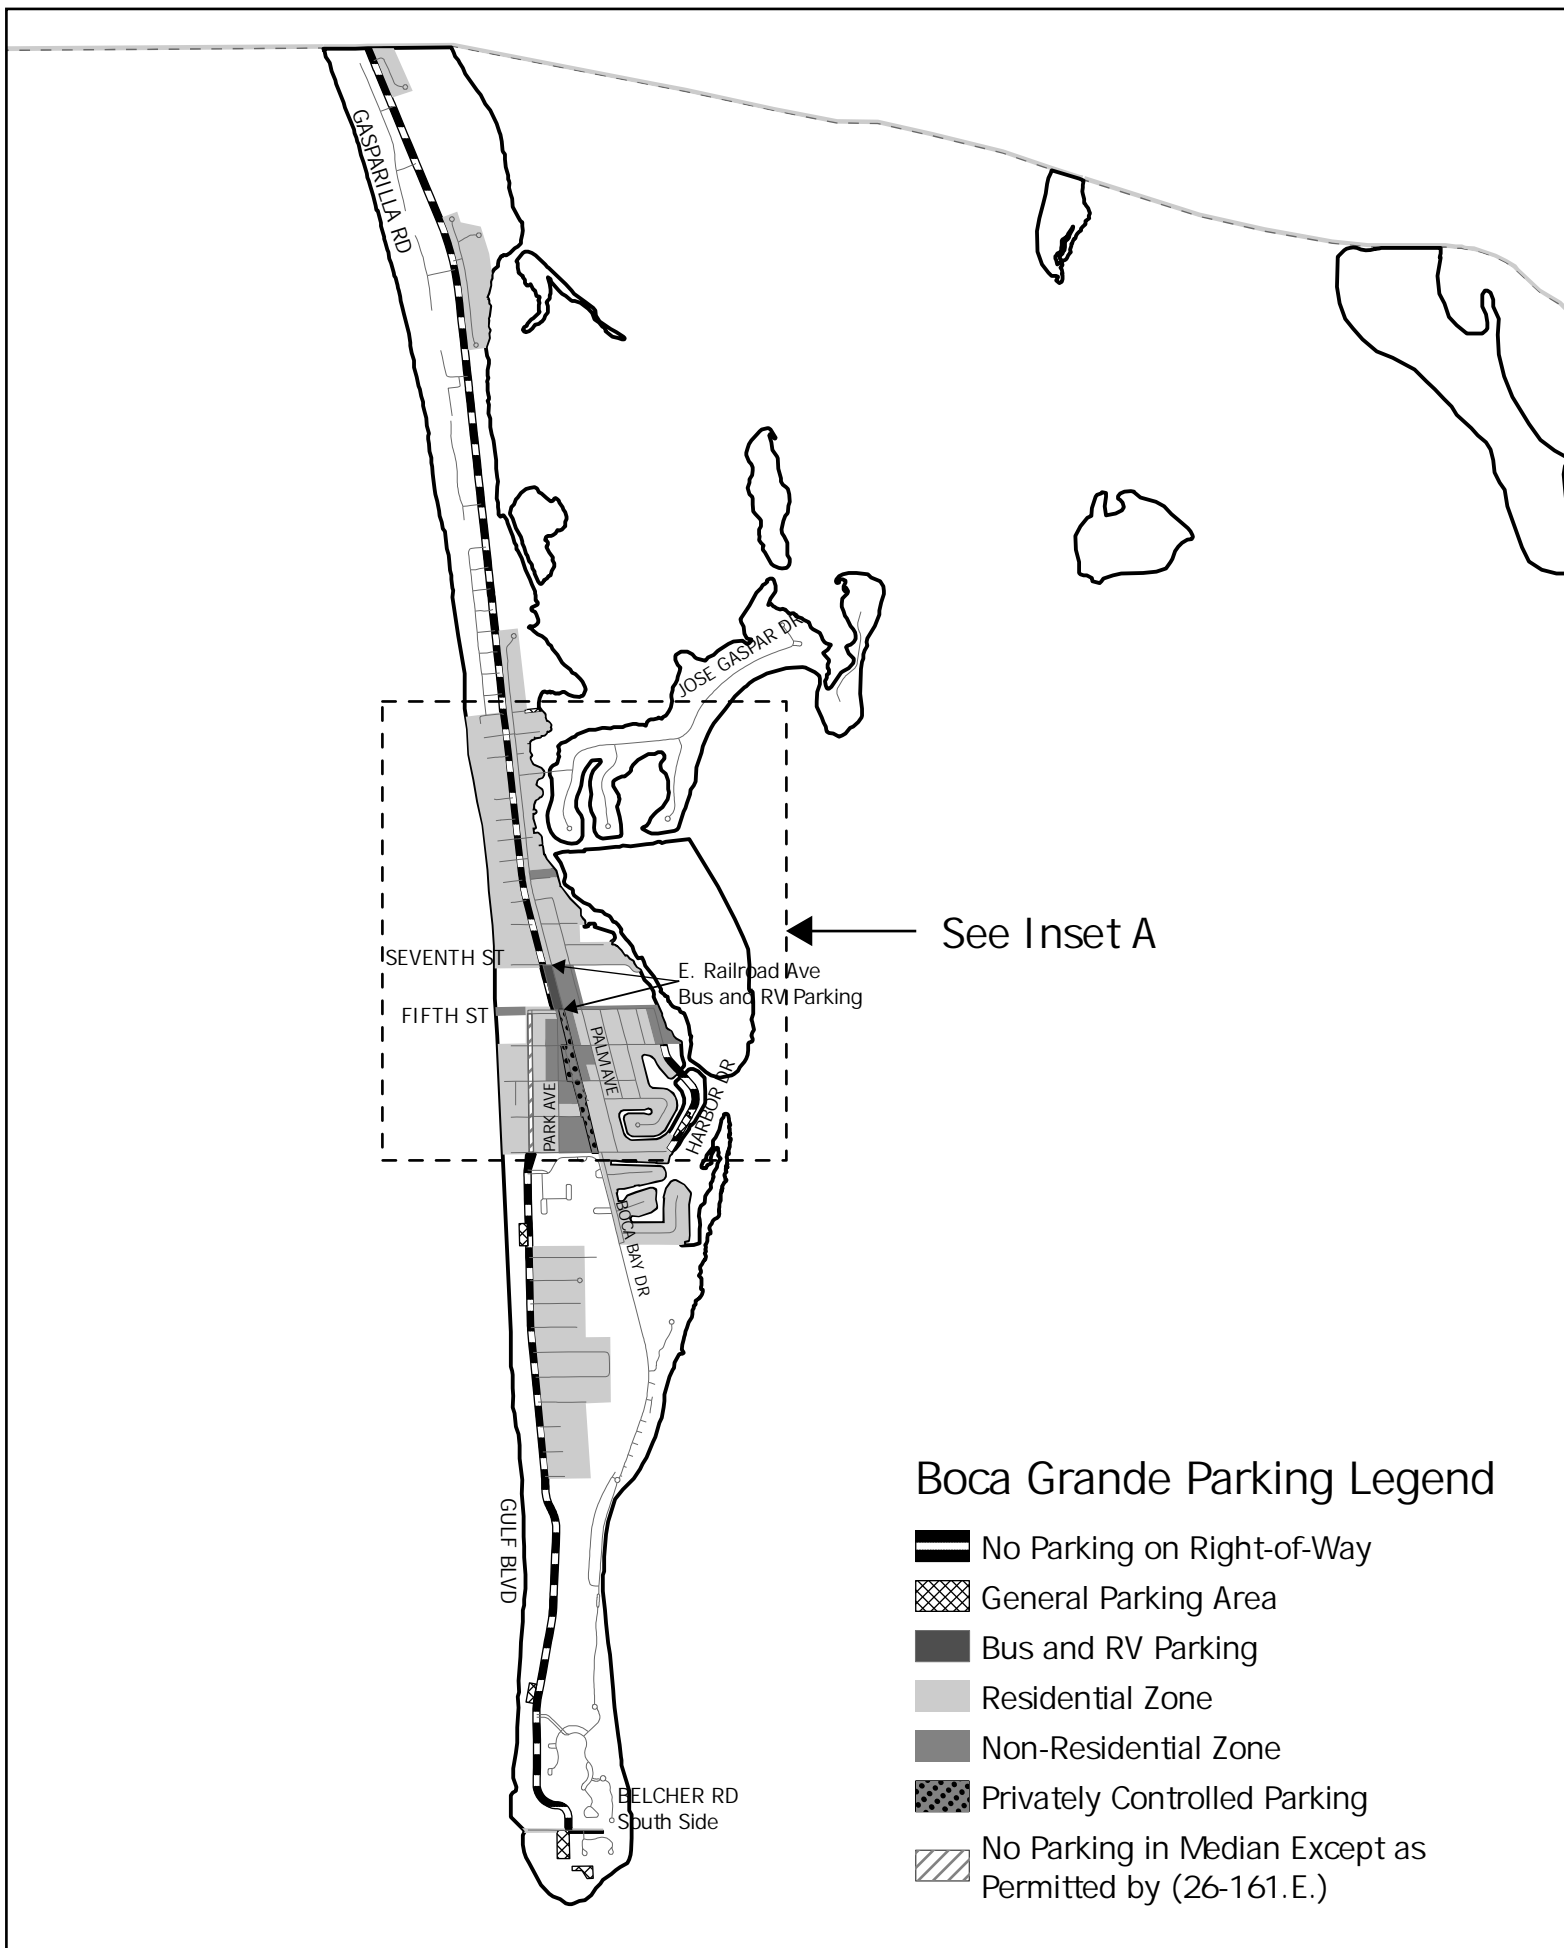 GASPARILLA RD
JOSE GASPAR DR
See Inset A
SEVENTH ST
E. Railroad Ave
Bus and RV Parking
FIFTH ST
PALM AVE
PARK AVE
HARBOR DR
BOCA BAY DR
GULF BLVD
BELCHER RD
South Side
Boca Grande Parking Legend
No Parking on Right-of-Way
General Parking Area
Bus and RV Parking
Residential Zone
Non-Residential Zone
Privately Controlled Parking
No Parking in Median Except as
Permitted by (26-161.E.)